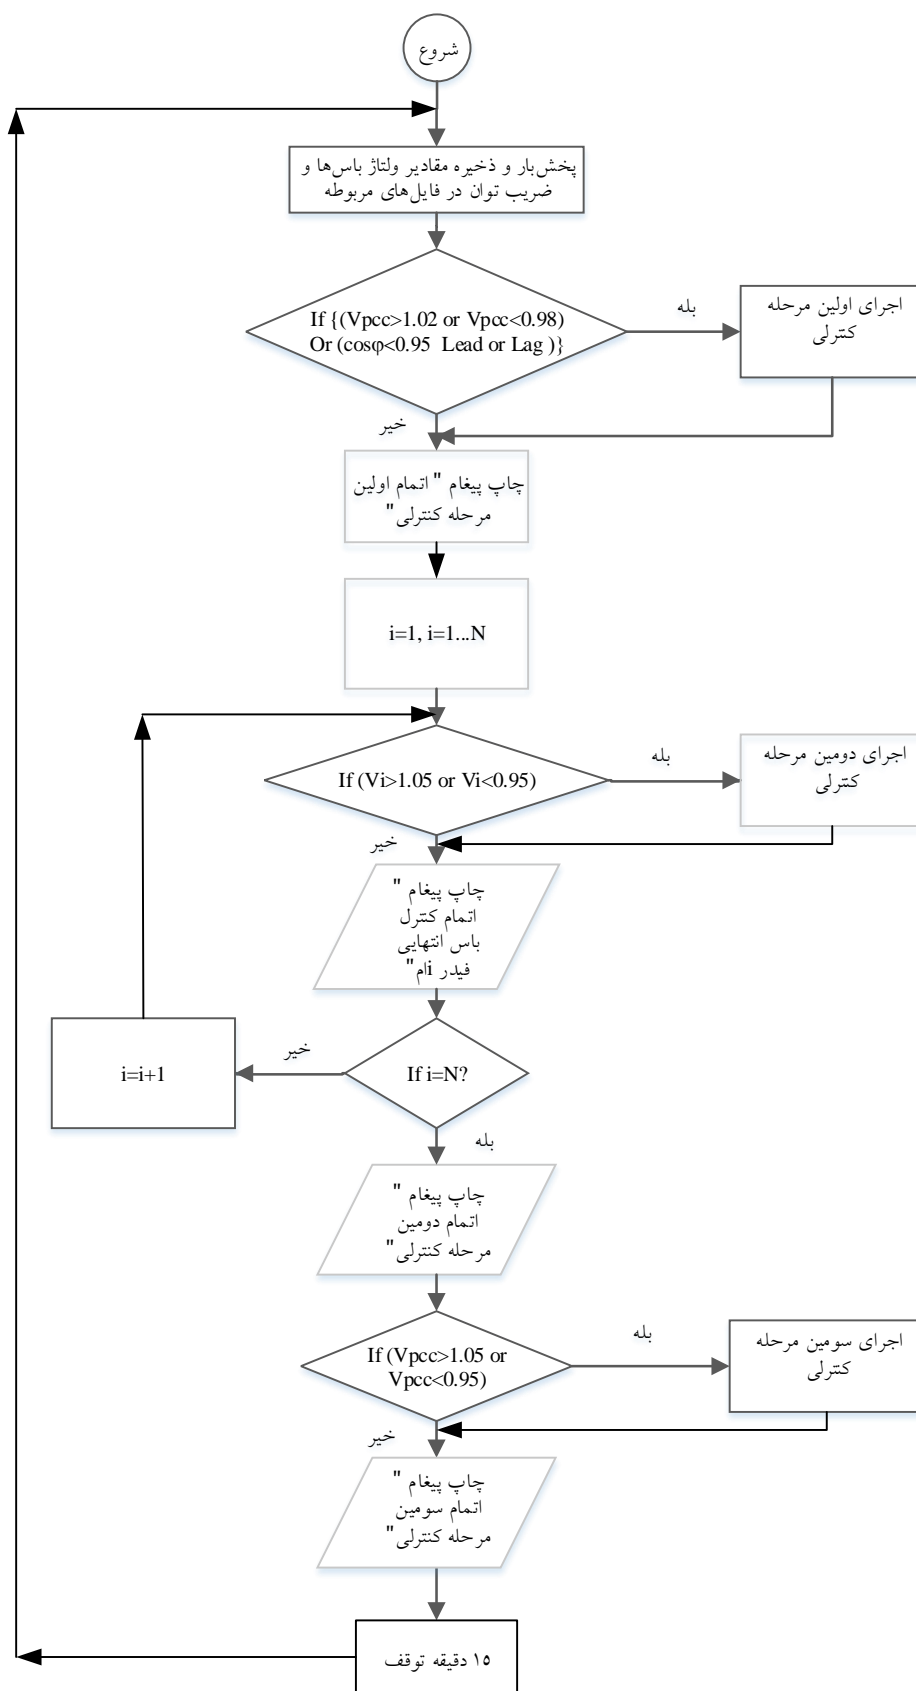 شروع
پخش‌بار و ذخیره مقادیر ولتاژ باس‌ها و
ضریب توان در فایل‌های مربوطه
If {(Vpcc>1.02 or Vpcc<0.98)
Or (cosφ<0.95 Lead or Lag )}
بله
اجرای اولین مرحله
کنترلی
خیر
چاپ پیغام " اتمام اولین
مرحله کنترلی"
i=1, i=1...N
If (Vi>1.05 or Vi<0.95)
بله
اجرای دومین مرحله
کنترلی
خیر
چاپ پیغام "
اتمام کنترل
باس انتهایی
فیدر iام"
If i=N?
خیر
i=i+1
بله
چاپ پیغام "
اتمام دومین
مرحله کنترلی"
If (Vpcc>1.05 or
Vpcc<0.95)
بله
اجرای سومین مرحله
کنترلی
خیر
چاپ پیغام "
اتمام سومین
مرحله کنترلی"
۱۵ دقیقه توقف